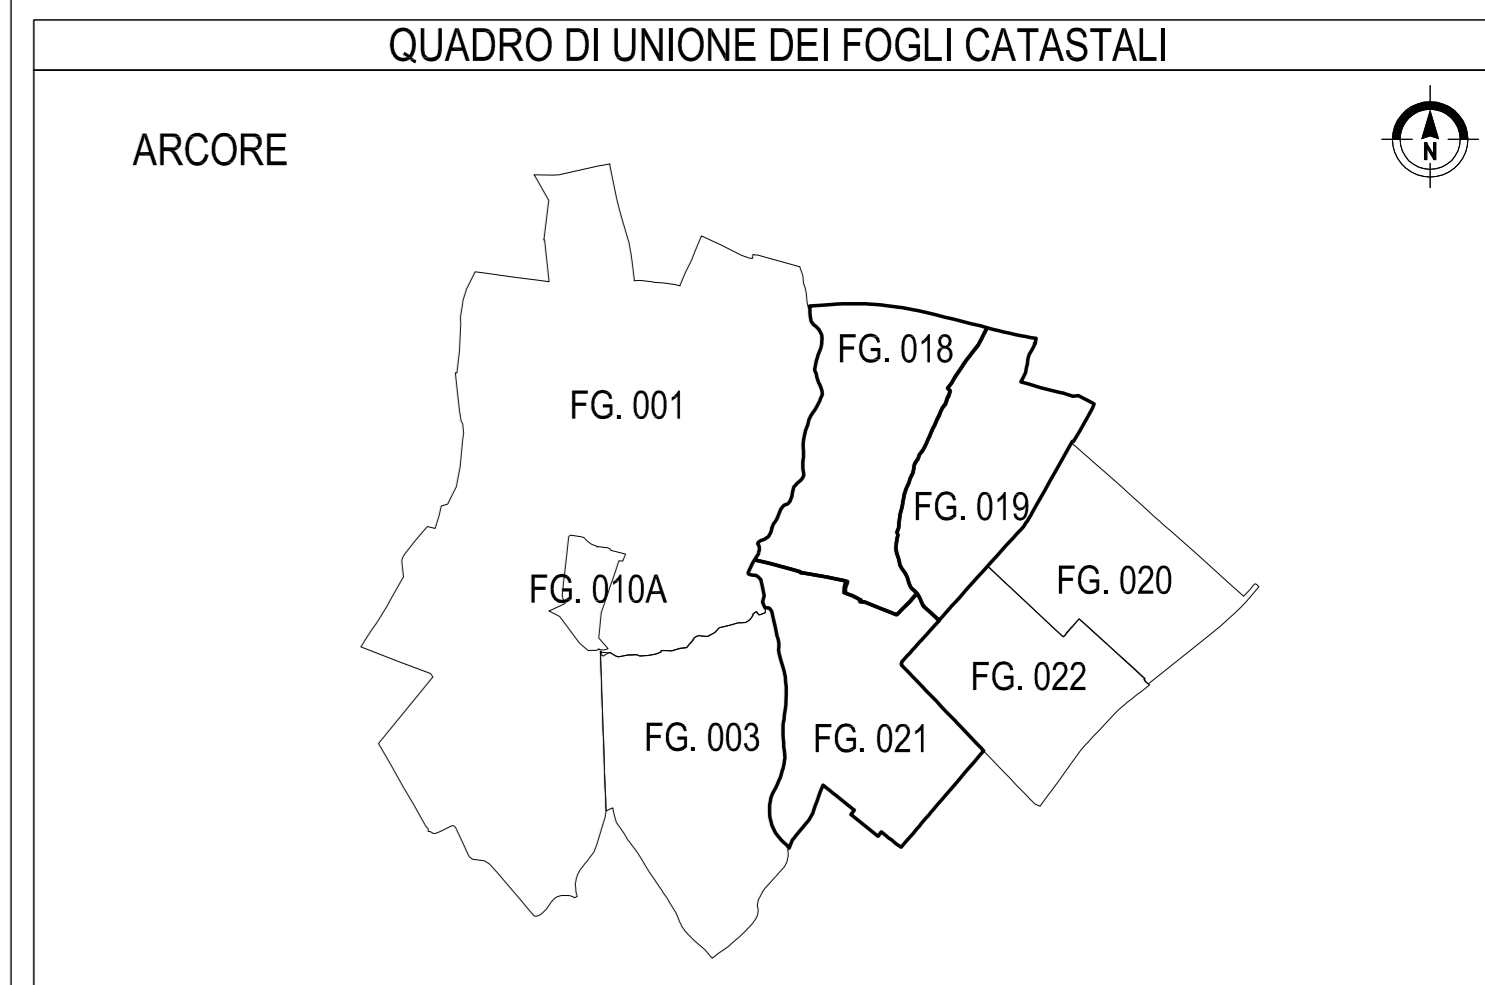 QUADRO DI UNIONE DEI FOGLI CATASTALI
ARCORE
N
FG. 018
FG. 001
FG. 019
FG. 020
FG. 010A
FG. 022
FG. 003
FG. 021